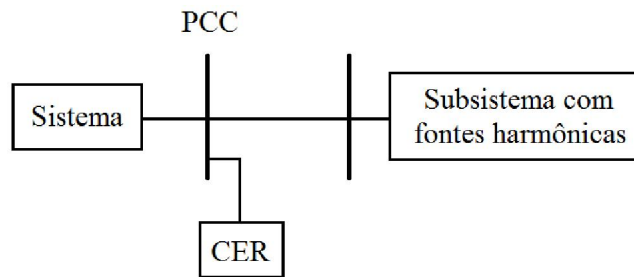 PCC
Sistema
Subsistema com
fontes harmônicas
CER